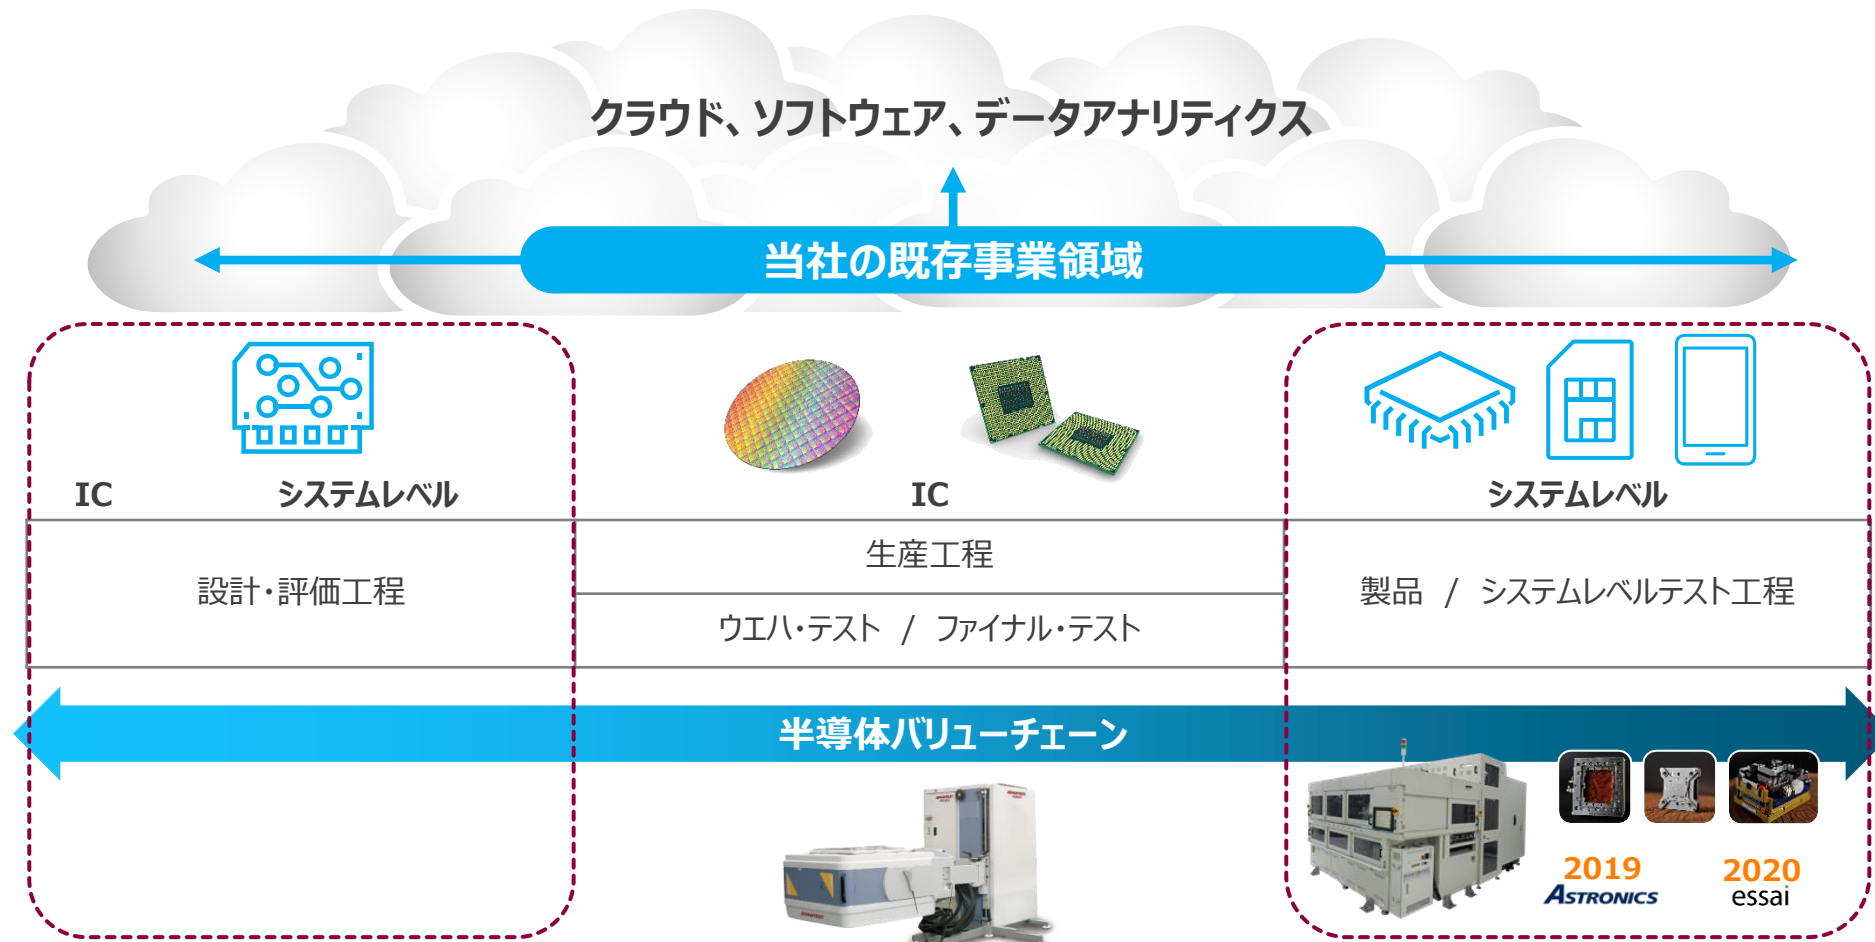 クラウド、ソフトウェア、データアナリティクス
当社の既存事業領域
IC システムレベル
IC
システムレベル
設計・評価工程
生産工程
ウエハ・テスト / ファイナル・テスト
製品 / システムレベルテスト工程
半導体バリューチェーン
2019
ASTRONICS
2020
essai